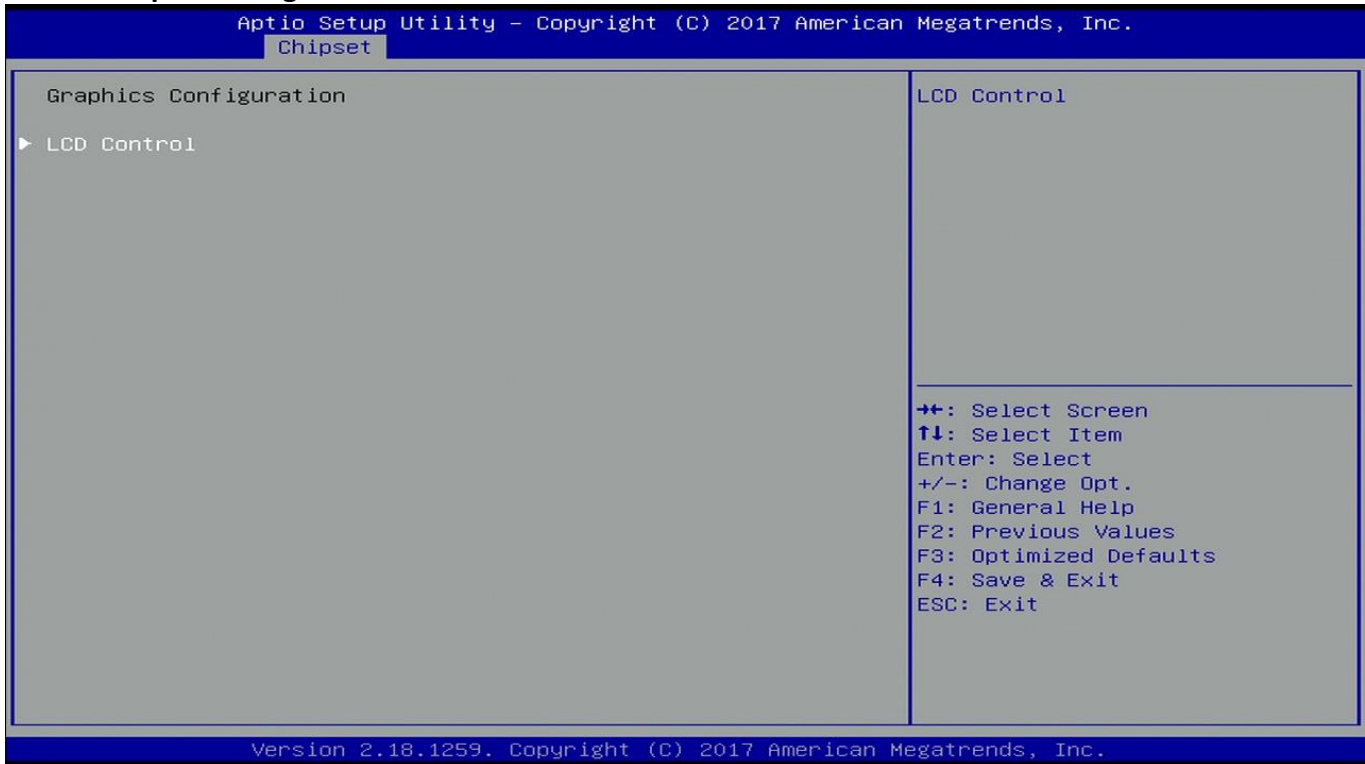 Aptio Setup Utility – Copyright (C) 2017 American Megatrends, Inc.
Chipset
Graphics Configuration
► LCD Control
LCD Control
→←: Select Screen
↑↓: Select Item
Enter: Select
+/-: Change Opt.
F1: General Help
F2: Previous Values
F3: Optimized Defaults
F4: Save & Exit
ESC: Exit
Version 2.18.1259. Copyright (C) 2017 American Megatrends, Inc.